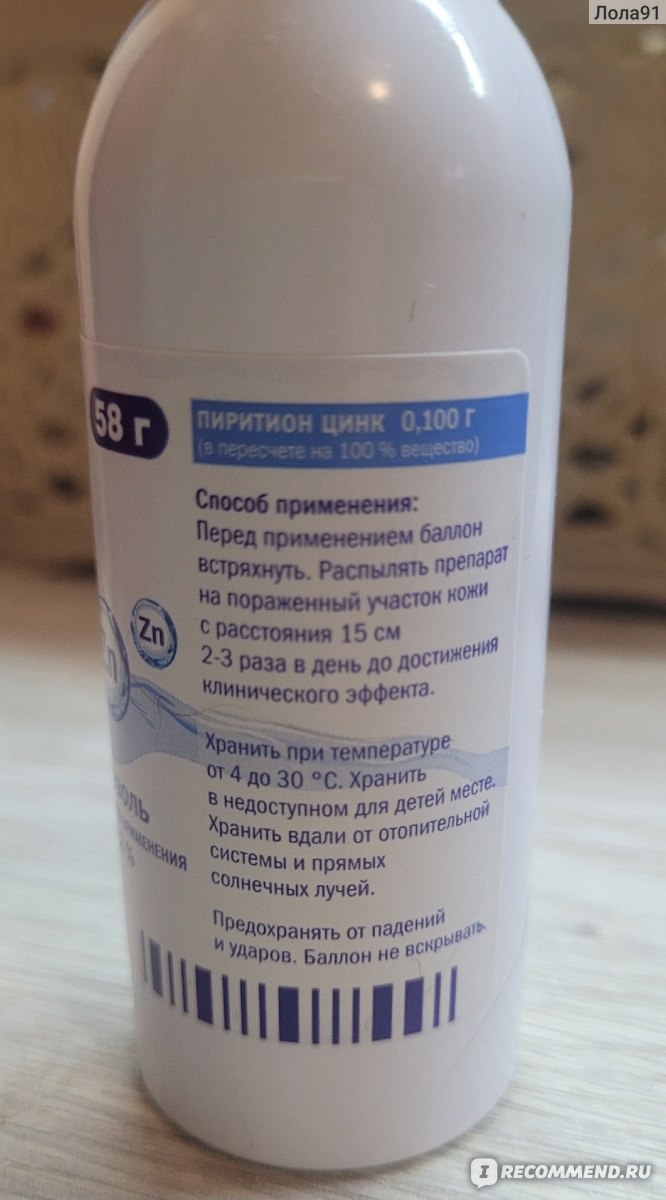 Лола91
58 г
ПИРИТИОН ЦИНК 0,100 Г
(в пересчете на 100 % вещество)
Способ применения:
Перед применением баллон
встряхнуть. Распылять препарат
на пораженный участок кожи
с расстояния 15 см
2-3 раза в день до достижения
клинического эффекта.
Zn
Zn
Хранить при температуре
от 4 до 30 °C. Хранить
в недоступном для детей месте.
Хранить вдали от отопительной
системы и прямых
солнечных лучей.
%
Предохранять от падений
и ударов. Баллон не вскрывать.
I RECOMMEND.RU